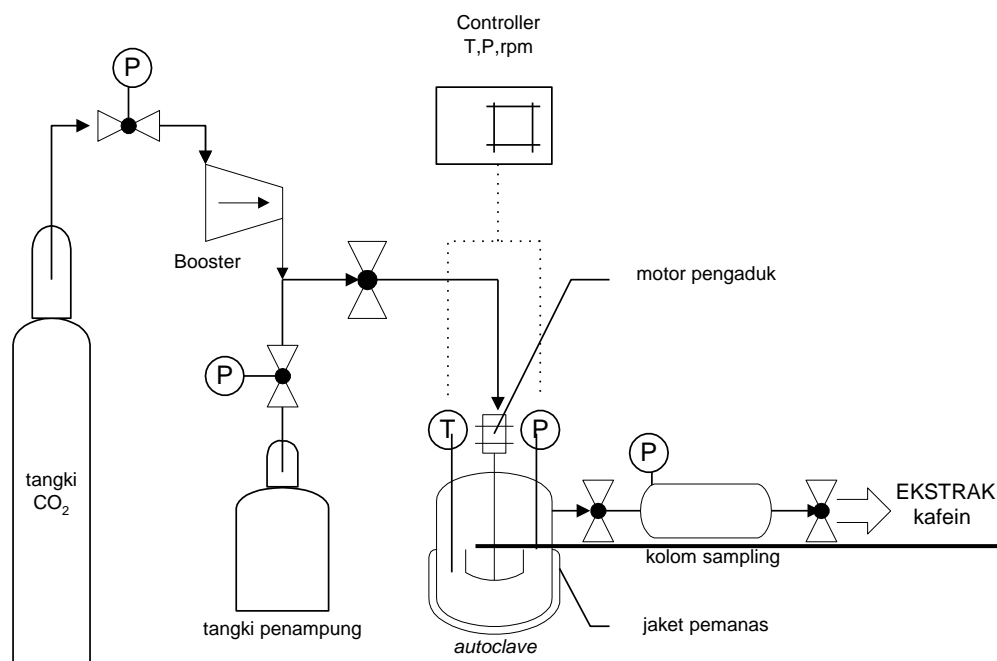 Controller
T,P,rpm
P
Booster
motor pengaduk
P
T
P
P
tangki
CO₂
EKSTRAK
kafein
kolom sampling
tangki penampung
jaket pemanas
autoclave